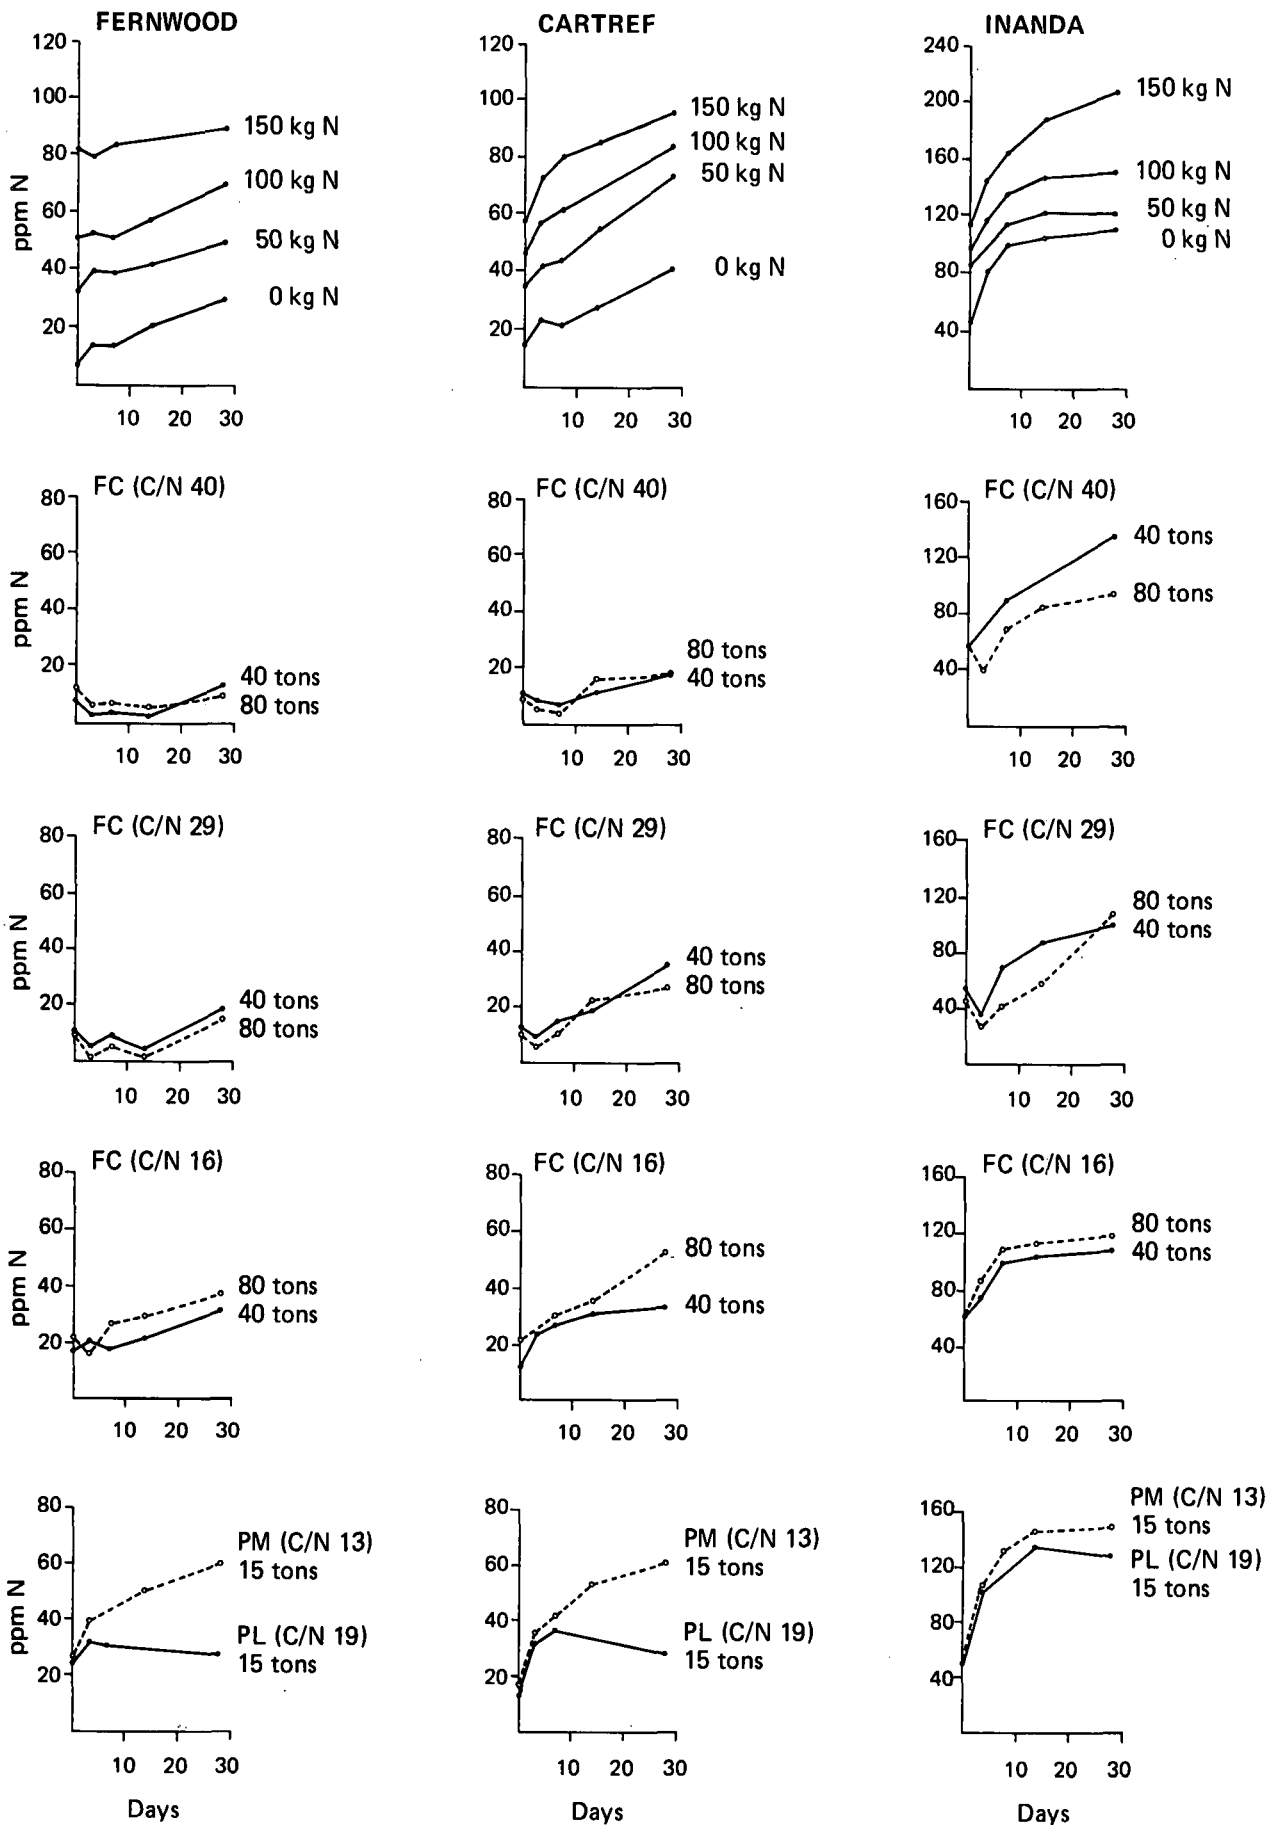 FERNWOOD
120
100
80
60
40
20
ppm N
150 kg N
100 kg N
50 kg N
0 kg N
10 20 30
CARTREF
120
100
80
60
40
20
150 kg N
100 kg N
50 kg N
0 kg N
10 20 30
INANDA
240
200
160
120
80
40
150 kg N
100 kg N
50 kg N
0 kg N
10 20 30
FC (C/N 40)
80
60
40
20
ppm N
40 tons
80 tons
10 20 30
FC (C/N 40)
80
60
40
20
80 tons
40 tons
10 20 30
FC (C/N 40)
160
120
80
40
40 tons
80 tons
10 20 30
FC (C/N 29)
80
60
40
20
ppm N
40 tons
80 tons
10 20 30
FC (C/N 29)
80
60
40
20
40 tons
80 tons
10 20 30
FC (C/N 29)
160
120
80
40
80 tons
40 tons
10 20 30
FC (C/N 16)
80
60
40
20
ppm N
80 tons
40 tons
10 20 30
FC (C/N 16)
80
60
40
20
80 tons
40 tons
10 20 30
FC (C/N 16)
160
120
80
40
80 tons
40 tons
10 20 30
80
60
40
20
ppm N
PM (C/N 13)
15 tons
PL (C/N 19)
15 tons
10 20 30
Days
80
60
40
20
PM (C/N 13)
15 tons
PL (C/N 19)
15 tons
10 20 30
Days
160
120
80
40
PM (C/N 13)
15 tons
PL (C/N 19)
15 tons
10 20 30
Days